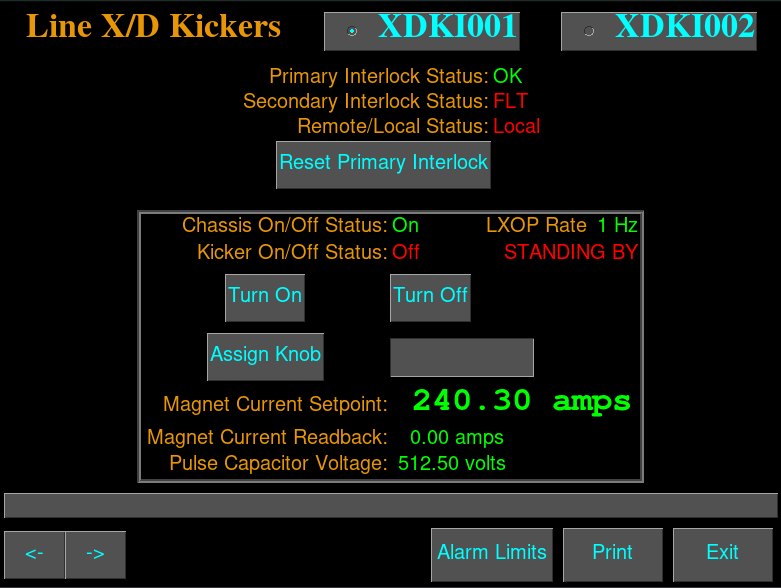 Line X/D Kickers XDKI001 XDKI002
Primary Interlock Status: OK
Secondary Interlock Status: FLT
Remote/Local Status: Local
Reset Primary Interlock
Chassis On/Off Status: On LXOP Rate 1 Hz
Kicker On/Off Status: Off STANDING BY
Turn On Turn Off
Assign Knob
Magnet Current Setpoint: 240.30 amps
Magnet Current Readback: 0.00 amps
Pulse Capacitor Voltage: 512.50 volts
<- -> Alarm Limits Print Exit